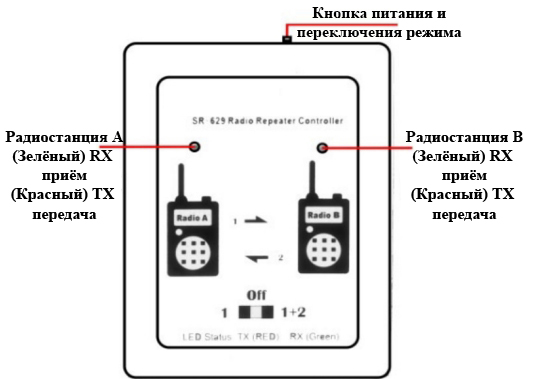 Кнопка питания и
переключения режима
SR-629 Radio Repeater Controller
Радиостанция А
(Зелёный) RX
приём
(Красный) TX
передача
Радиостанция В
(Зелёный) RX
приём
(Красный) TX
передача
Radio A
Radio B
1
2
Off
1 1+2
LED Status: TX (RED) RX (Green)